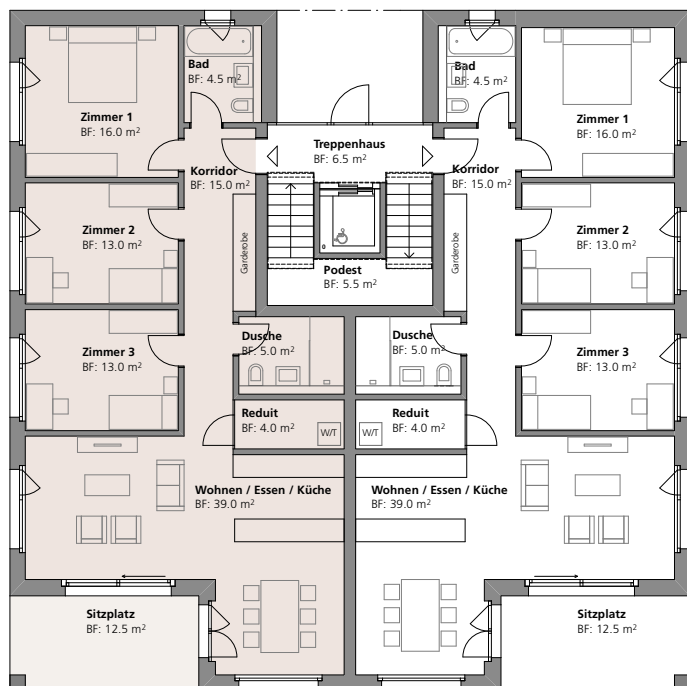 Bad
BF: 4.5 m²
Bad
BF: 4.5 m²
Zimmer 1
BF: 16.0 m²
Treppenhaus
BF: 6.5 m²
Zimmer 1
BF: 16.0 m²
Korridor
BF: 15.0 m²
Korridor
BF: 15.0 m²
Zimmer 2
BF: 13.0 m²
Garderobe
Podest
BF: 5.5 m²
Garderobe
Zimmer 2
BF: 13.0 m²
Zimmer 3
BF: 13.0 m²
Dusche
BF: 5.0 m²
Dusche
BF: 5.0 m²
Zimmer 3
BF: 13.0 m²
Reduit
BF: 4.0 m²
W/T
W/T
Reduit
BF: 4.0 m²
Wohnen / Essen / Küche
BF: 39.0 m²
Wohnen / Essen / Küche
BF: 39.0 m²
Sitzplatz
BF: 12.5 m²
Sitzplatz
BF: 12.5 m²